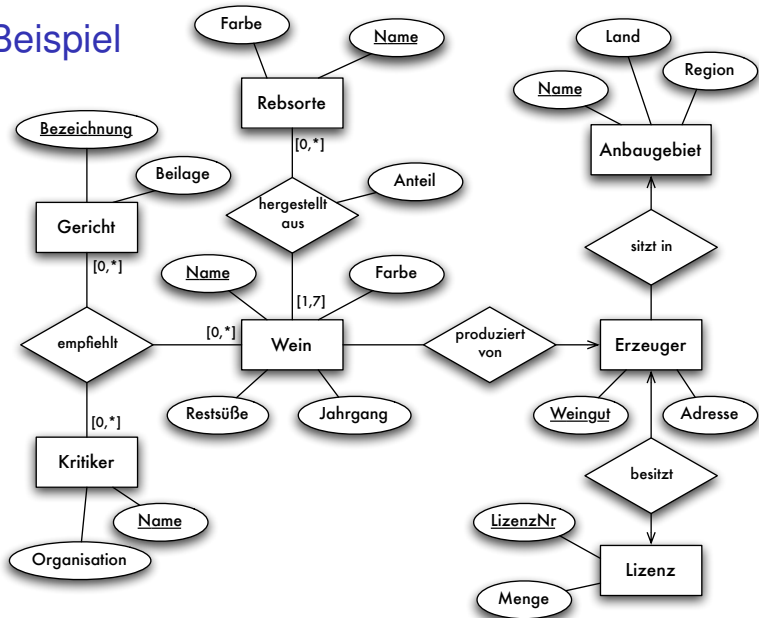 Beispiel
Farbe
Name
Rebsorte
[0,*]
hergestellt
aus
Anteil
[1,7]
Bezeichnung
Beilage
Gericht
[0,*]
empfiehlt
[0,*]
[0,*]
Kritiker
Name
Organisation
Name
Farbe
Wein
Restsüße
Jahrgang
produziert
von
Land
Name
Region
Anbaugebiet
sitzt in
Erzeuger
Weingut
Adresse
besitzt
LizenzNr
Lizenz
Menge